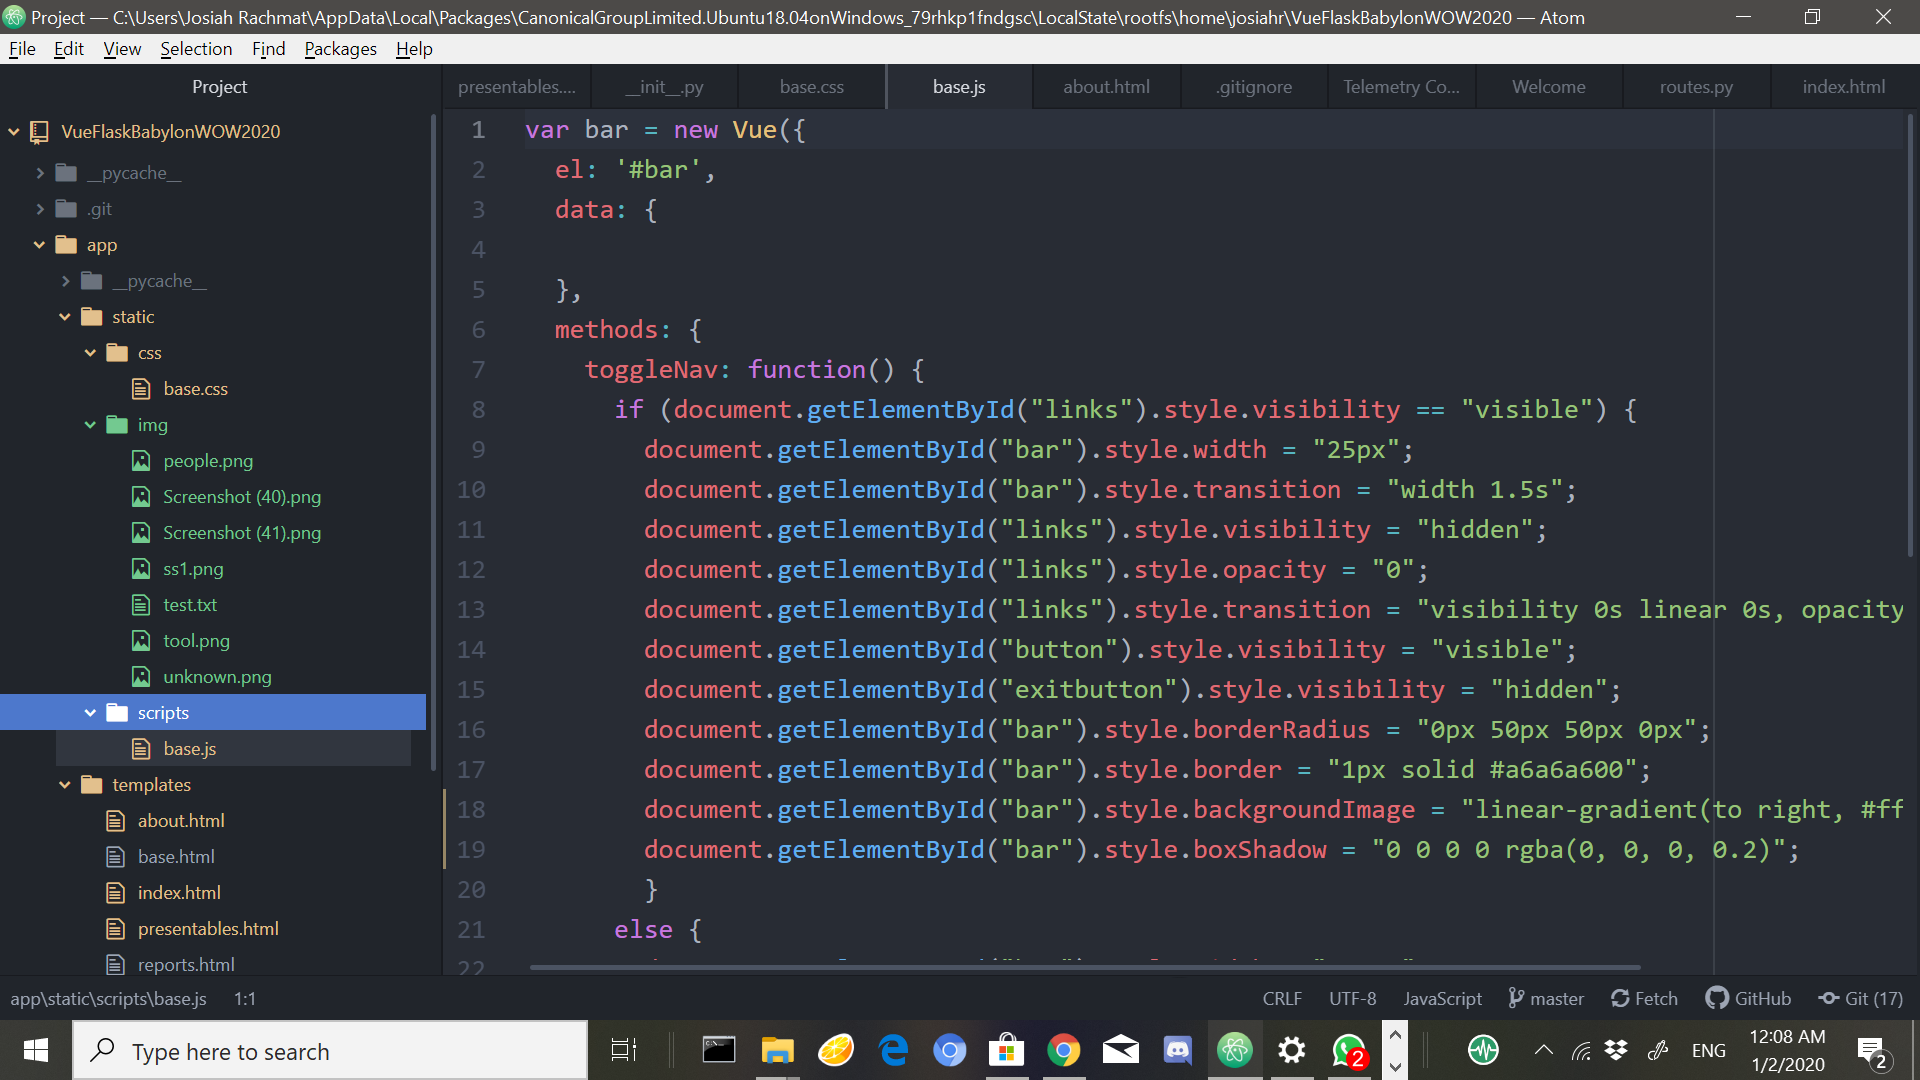 Project — C:\Users\Josiah Rachmat\AppData\Local\Packages\CanonicalGroupLimited.Ubuntu18.04onWindows_79rhkp1fndgsc\LocalState\rootfs\home\josiahr\VueFlaskBabylonWOW2020 — Atom
File Edit View Selection Find Packages Help
Project
presentables.... __init__.py base.css base.js about.html .gitignore Telemetry Co... Welcome routes.py index.html
VueFlaskBabylonWOW2020
__pycache__
.git
app
__pycache__
static
css
base.css
img
people.png
Screenshot (40).png
Screenshot (41).png
ss1.png
test.txt
tool.png
unknown.png
scripts
base.js
templates
about.html
base.html
index.html
presentables.html
reports.html
1 var bar = new Vue({
2 el: '#bar',
3 data: {
4
5 },
6 methods: {
7 toggleNav: function() {
8 if (document.getElementById("links").style.visibility == "visible") {
9 document.getElementById("bar").style.width = "25px";
10 document.getElementById("bar").style.transition = "width 1.5s";
11 document.getElementById("links").style.visibility = "hidden";
12 document.getElementById("links").style.opacity = "0";
13 document.getElementById("links").style.transition = "visibility 0s linear 0s, opacity
14 document.getElementById("button").style.visibility = "visible";
15 document.getElementById("exitbutton").style.visibility = "hidden";
16 document.getElementById("bar").style.borderRadius = "0px 50px 50px 0px";
17 document.getElementById("bar").style.border = "1px solid #a6a6a600";
18 document.getElementById("bar").style.backgroundImage = "linear-gradient(to right, #ff
19 document.getElementById("bar").style.boxShadow = "0 0 0 0 rgba(0, 0, 0, 0.2)";
20 }
21 else {
22
app\static\scripts\base.js 1:1 CRLF UTF-8 JavaScript master Fetch GitHub Git (17)
Type here to search
2
ENG
12:08 AM
1/2/2020
2